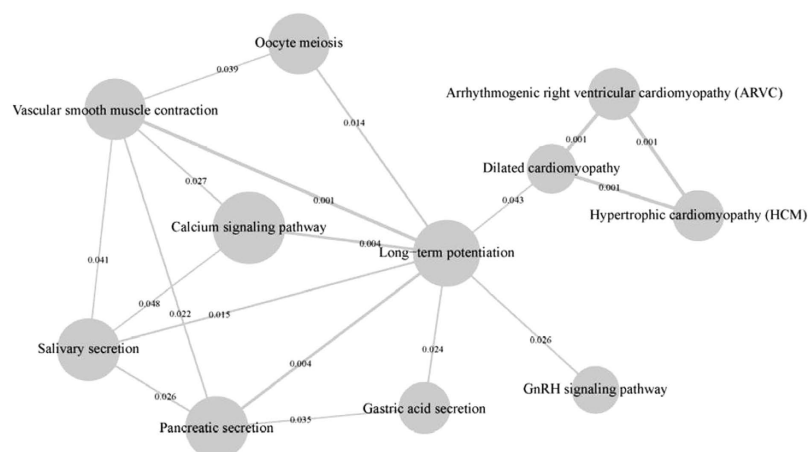 Oocyte meiosis
0.039
Arrhythmogenic right ventricular cardiomyopathy (ARVC)
Vascular smooth muscle contraction
0.014
0.001
0.001
Dilated cardiomyopathy
0.027
0.001
0.001
0.043
Hypertrophic cardiomyopathy (HCM)
Calcium signaling pathway
0.004
Long-term potentiation
0.041
0.048
0.022
0.015
0.026
Salivary secretion
0.024
0.004
GnRH signaling pathway
0.026
Gastric acid secretion
0.035
Pancreatic secretion